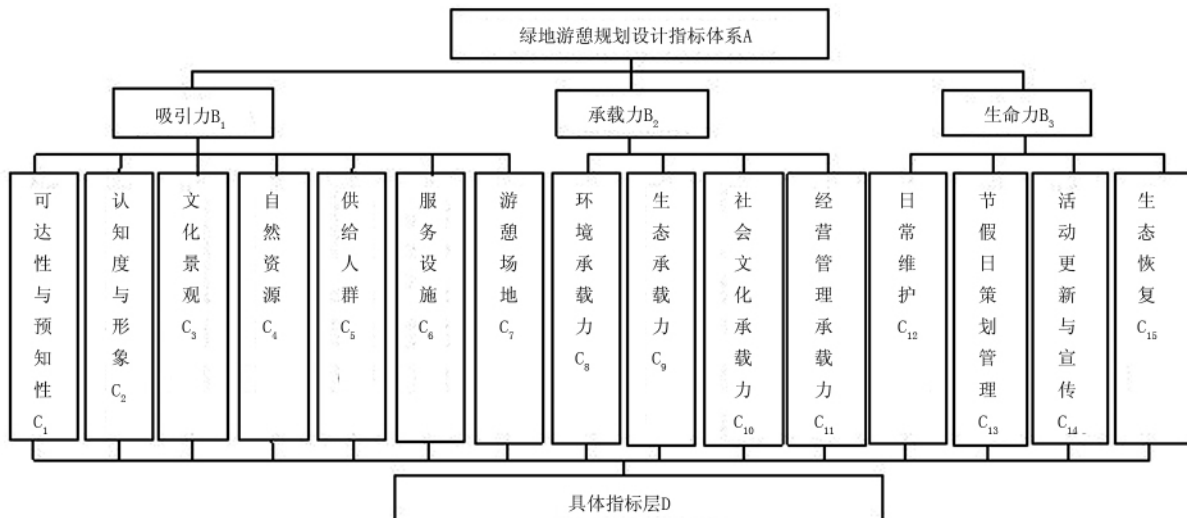 绿地游憩规划设计指标体系A
吸引力B₁
承载力B₂
生命力B₃
可达性与预知性C₁
认知度与形象C₂
文化景观C₃
自然资源C₄
供给人群C₅
服务设施C₆
游憩场地C₇
环境承载力C₈
生态承载力C₉
社会文化承载力C₁₀
经营管理承载力C₁₁
日常维护C₁₂
节假日策划管理C₁₃
活动更新与宣传C₁₄
生态恢复C₁₅
具体指标层D